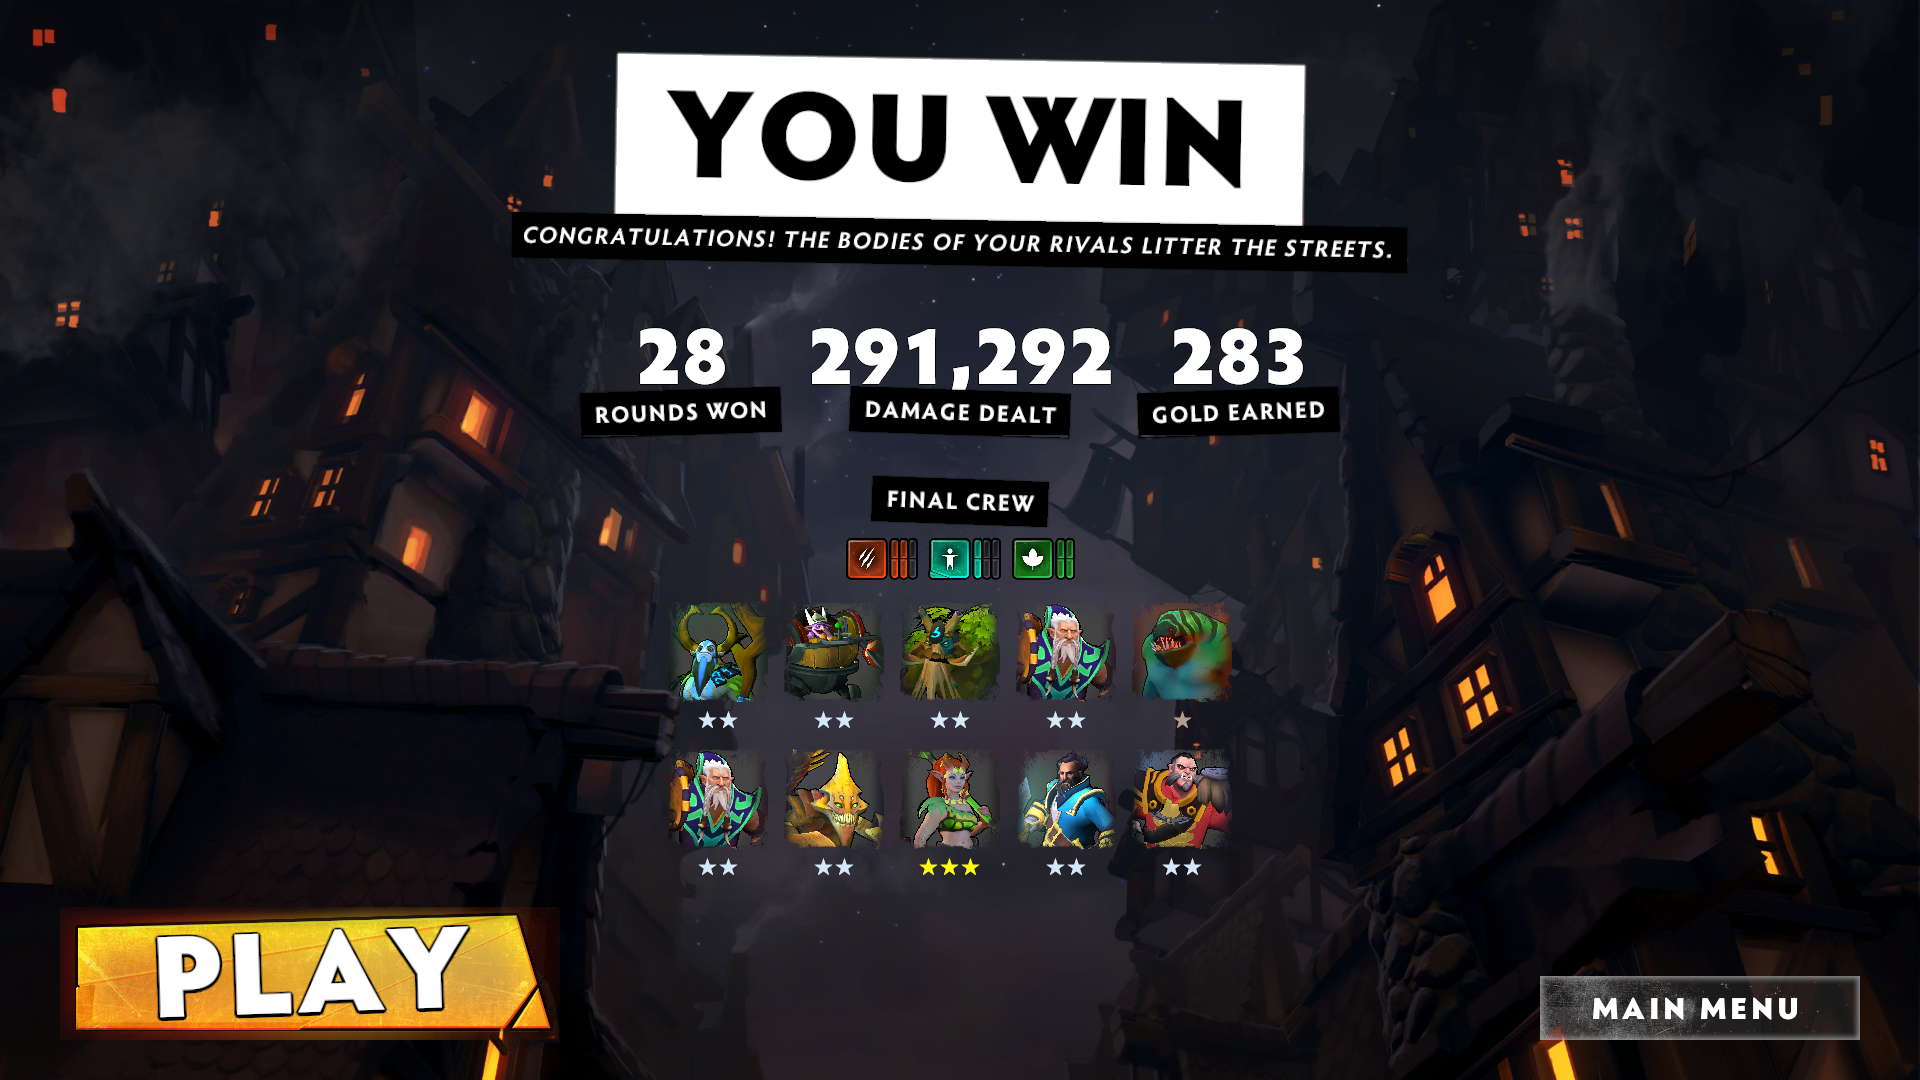 YOU WIN
CONGRATULATIONS! THE BODIES OF YOUR RIVALS LITTER THE STREETS.
28 291,292 283
ROUNDS WON DAMAGE DEALT GOLD EARNED
FINAL CREW
PLAY
MAIN MENU